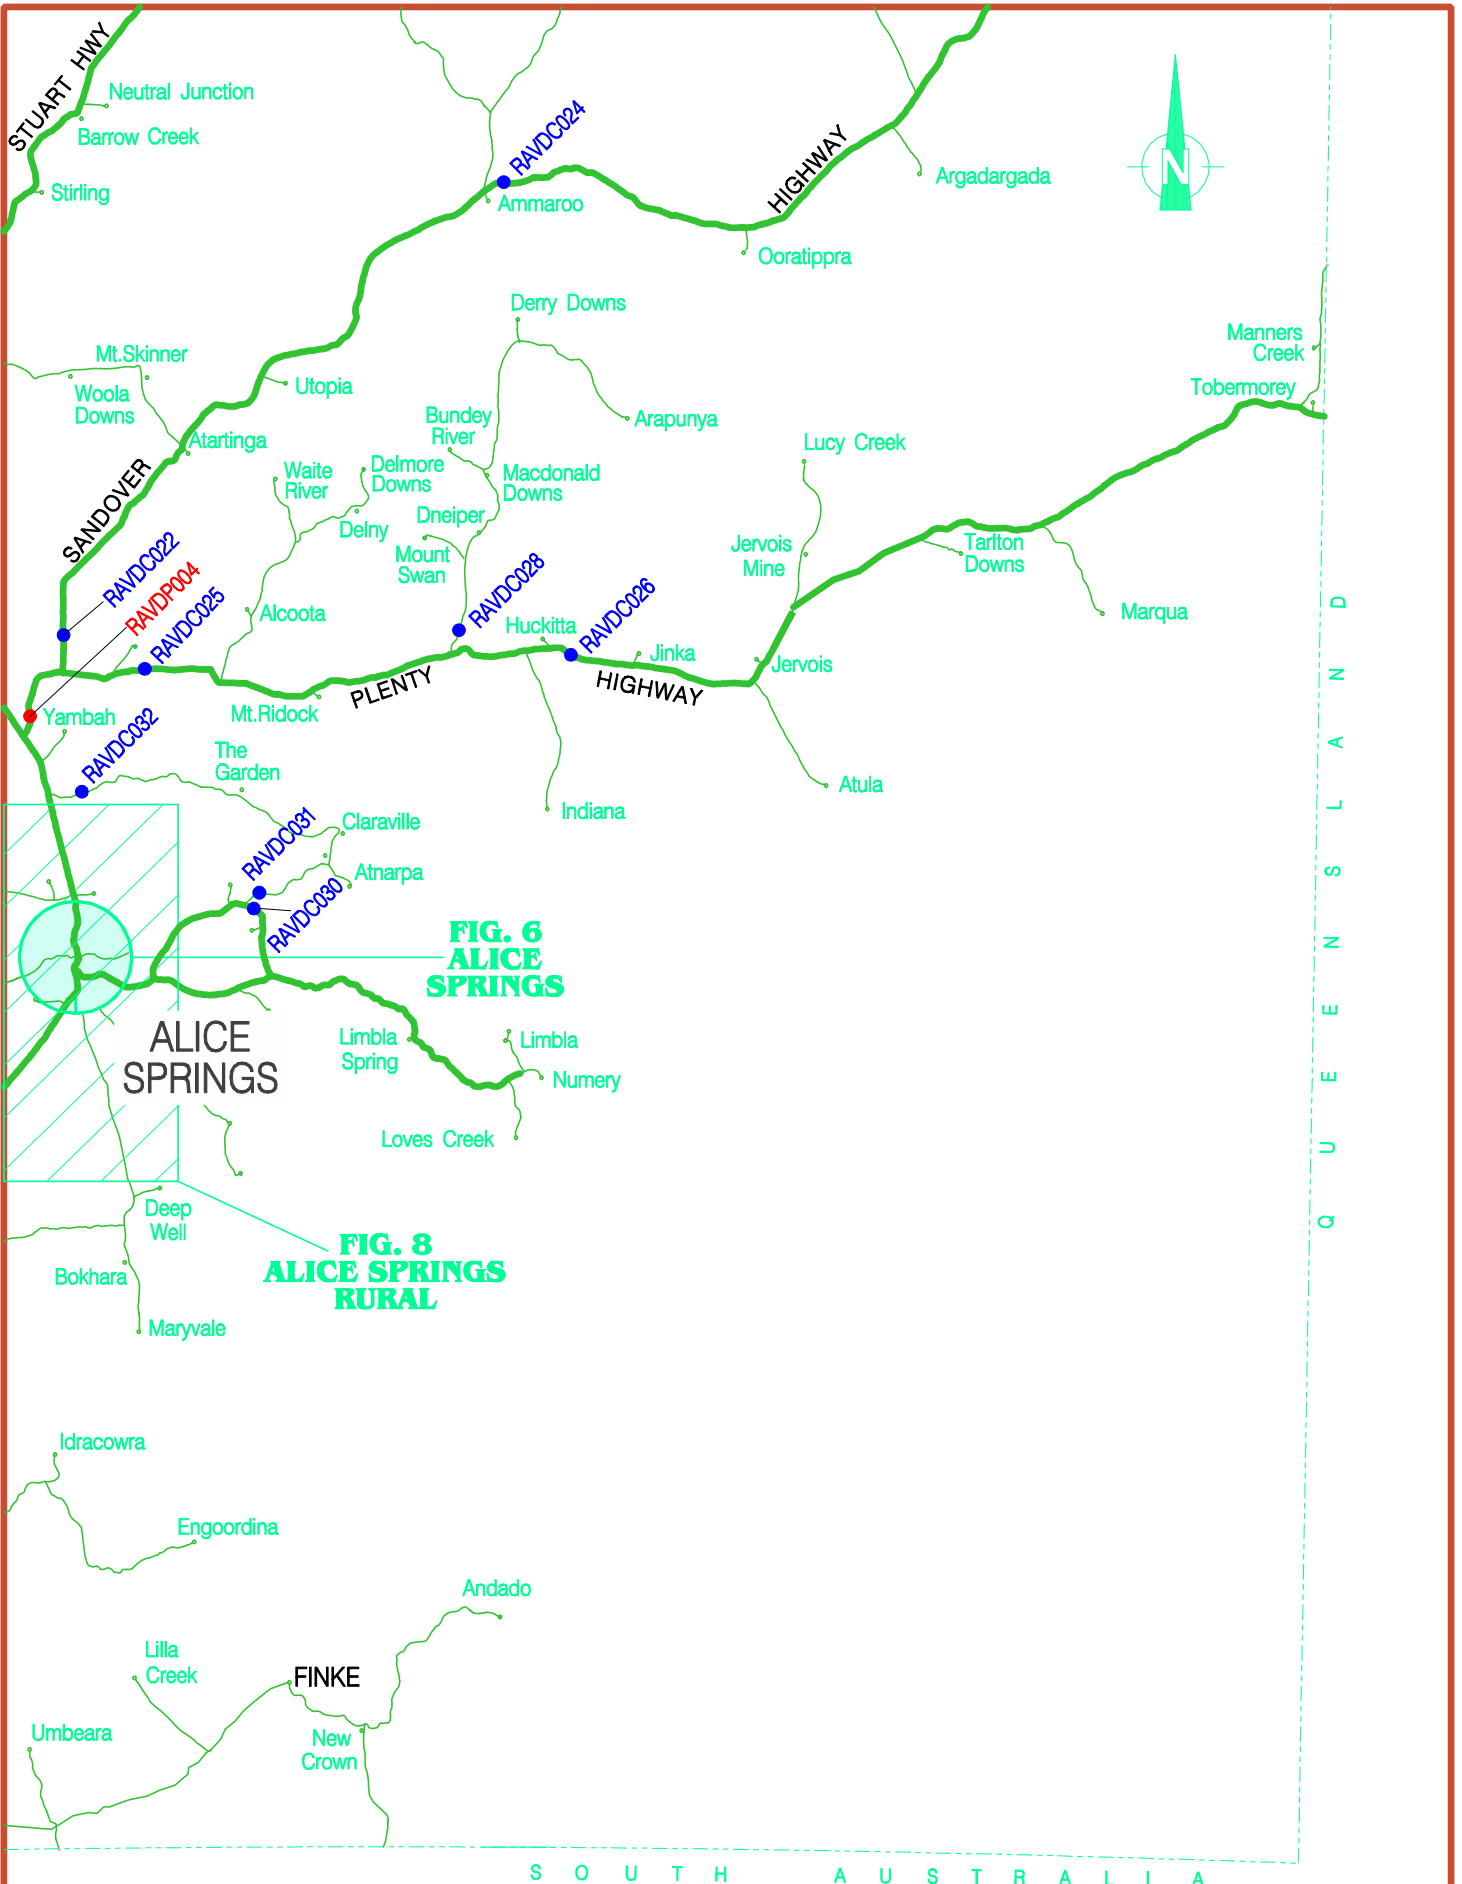 STUART HWY
Neutral Junction
Barrow Creek
Stirling
RAVDC024
Ammaroo
HIGHWAY
Argadargada
N
Ooratippra
Derry Downs
Manners
Creek
Tobermorey
Mt.Skinner
Woola
Downs
Utopia
Atartinga
Bundey
River
Arapunya
Lucy Creek
Waite
River
Delmore
Downs
Macdonald
Downs
Delny
Dneiper
Mount
Swan
SANDOVER
RAVDC022
RAVDP004
RAVDC025
Alcoota
RAVDC028
Huckitta
RAVDC026
Jervois
Mine
Tarlton
Downs
Marqua
Jinka
Jervois
PLENTY
HIGHWAY
Mt.Ridock
Yambah
RAVDC032
The
Garden
Indiana
Atula
RAVDC031
Claraville
Atnarpa
RAVDC030
FIG. 6
ALICE
SPRINGS
ALICE
SPRINGS
Limbla
Spring
Limbla
Numery
Loves Creek
QUEENSLAND
Deep
Well
FIG. 8
ALICE SPRINGS
RURAL
Bokhara
Maryvale
Idracowra
Engoordina
Andado
Lilla
Creek
FINKE
Umbeara
New
Crown
SOUTH AUSTRALIA